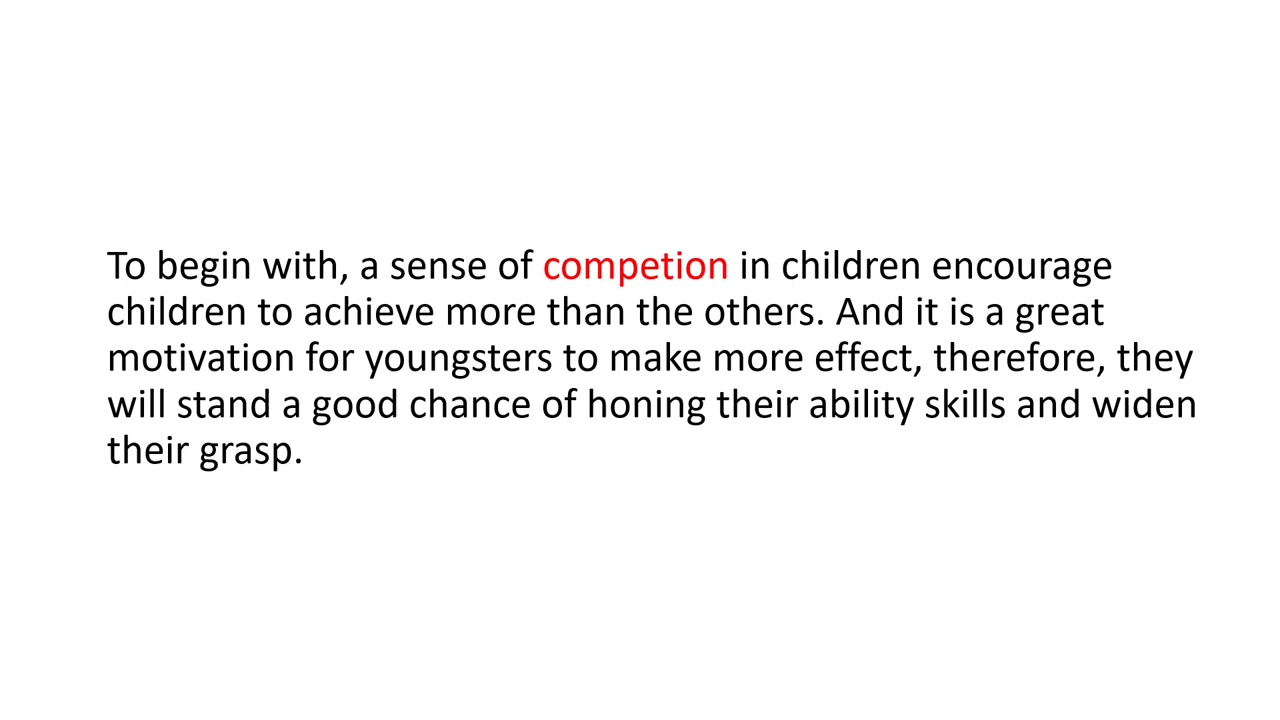 To begin with, a sense of competion in children encourage
children to achieve more than the others. And it is a great
motivation for youngsters to make more effect, therefore, they
will stand a good chance of honing their ability skills and widen
their grasp.